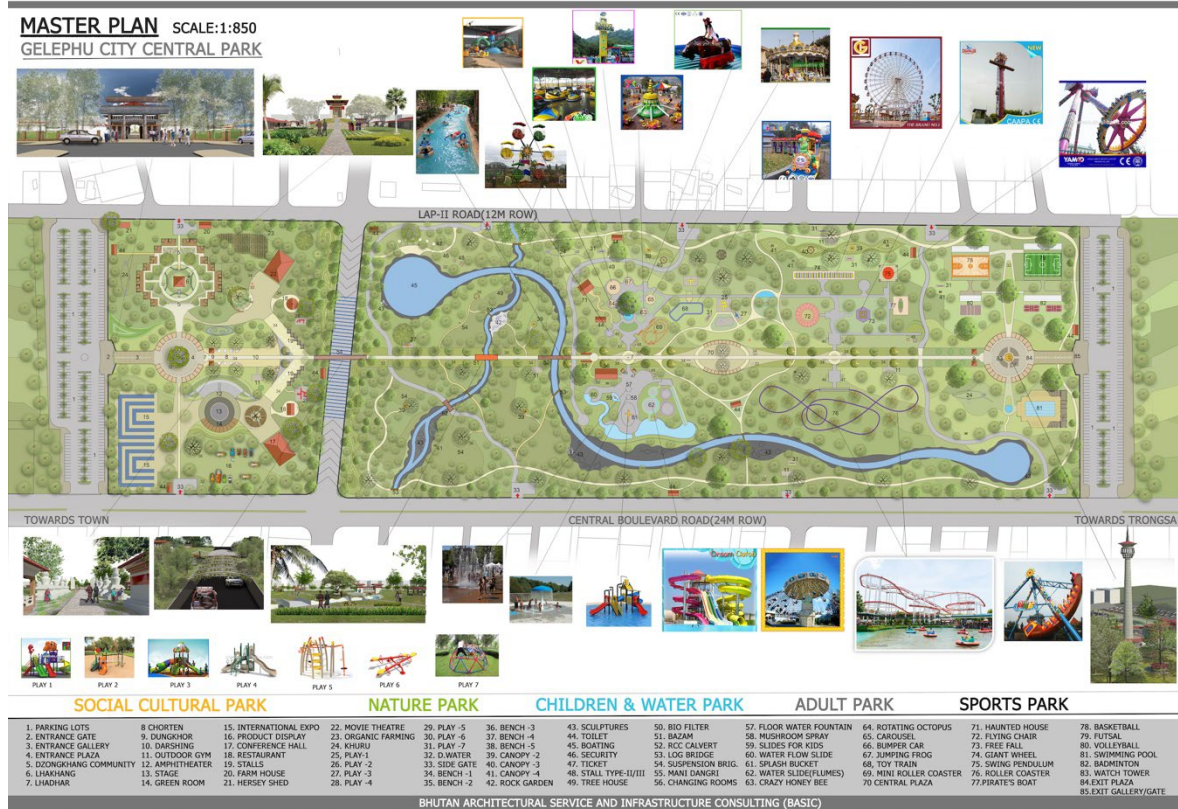 MASTER PLAN SCALE:1:850
GELEPHU CITY CENTRAL PARK
NEW
CAAPA CE
YAMOO
LAP-II ROAD(12M ROW)
TOWARDS TOWN
CENTRAL BOULEVARD ROAD(24M ROW)
TOWARDS TRONGSA
PLAY 1
PLAY 2
PLAY 3
PLAY 4
PLAY 5
PLAY 6
PLAY 7
SOCIAL CULTURAL PARK
NATURE PARK
CHILDREN & WATER PARK
ADULT PARK
SPORTS PARK
1. PARKING LOTS
2. ENTRANCE GATE
3. ENTRANCE GALLERY
4. ENTRANCE PLAZA
5. DZONGKHANG COMMUNITY
6. LHAKHANG
7. LHADHAR
8 CHORTEN
9. DUNGKHOR
10. DARSHING
11. OUTDOOR GYM
12. AMPHITHEATER
13. STAGE
14. GREEN ROOM
15. INTERNATIONAL EXPO
16. PRODUCT DISPLAY
17. CONFERENCE HALL
18. RESTAURANT
19. STALLS
20. FARM HOUSE
21. HERSEY SHED
22. MOVIE THEATRE
23. ORGANIC FARMING
24. KHURU
25. PLAY-1
26. PLAY -2
27. PLAY -3
28. PLAY -4
29. PLAY -5
30. PLAY -6
31. PLAY -7
32. D.WATER
33. SIDE GATE
34. BENCH -1
35. BENCH -2
36. BENCH -3
37. BENCH -4
38. BENCH -5
39. CANOPY -2
40. CANOPY -3
41. CANOPY -4
42. ROCK GARDEN
43. SCULPTURES
44. TOILET
45. BOATING
46. SECURITY
47. TICKET
48. STALL TYPE-II/III
49. TREE HOUSE
50. BIO FILTER
51. BAZAM
52. RCC CALVERT
53. LOG BRIDGE
54. SUSPENSION BRIG.
55. MANI DANGRI
56. CHANGING ROOMS
57. FLOOR WATER FOUNTAIN
58. MUSHROOM SPRAY
59. SLIDES FOR KIDS
60. WATER FLOW SLIDE
61. SPLASH BUCKET
62. WATER SLIDE(FLUMES)
63. CRAZY HONEY BEE
64. ROTATING OCTOPUS
65. CAROUSEL
66. BUMPER CAR
67. JUMPING FROG
68, TOY TRAIN
69. MINI ROLLER COASTER
70 CENTRAL PLAZA
71. HAUNTED HOUSE
72. FLYING CHAIR
73. FREE FALL
74. GIANT WHEEL
75. SWING PENDULUM
76. ROLLER COASTER
77.PIRATE'S BOAT
78. BASKETBALL
79. FUTSAL
80. VOLLEYBALL
81. SWIMMING POOL
82. BADMINTON
83. WATCH TOWER
84.EXIT PLAZA
85.EXIT GALLERY/GATE
BHUTAN ARCHITECTURAL SERVICE AND INFRASTRUCTURE CONSULTING (BASIC)